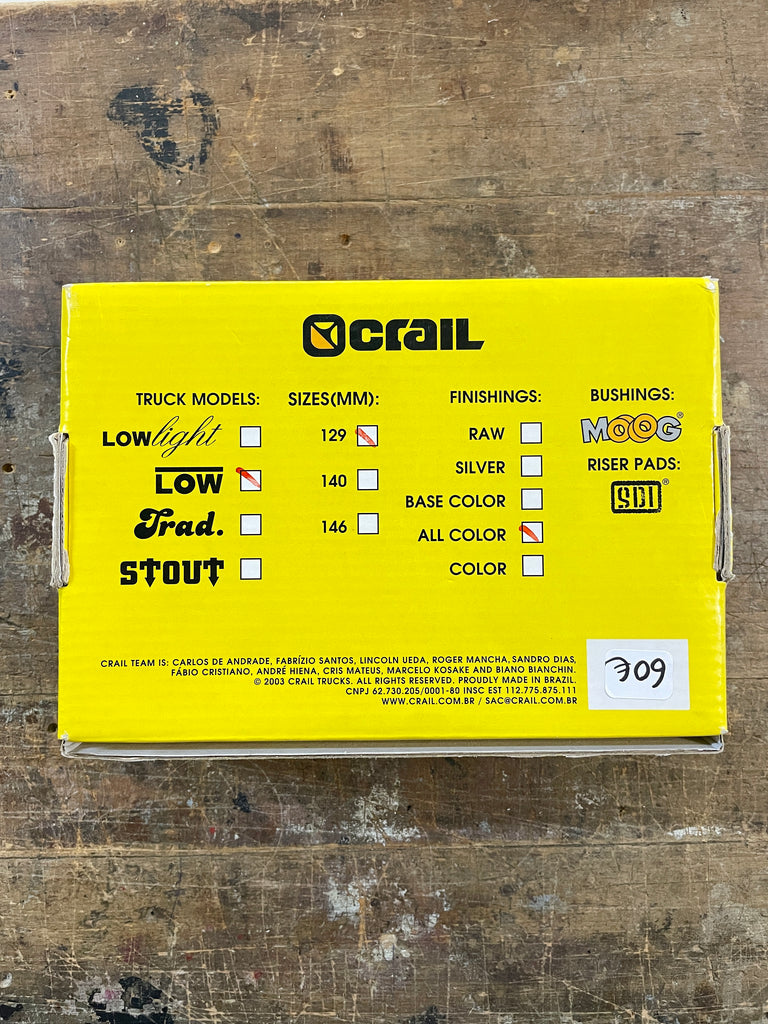 CRAIL
TRUCK MODELS:
LOWlight
LOW
Trad.
STOUT
SIZES(MM):
129
140
146
FINISHINGS:
RAW
SILVER
BASE COLOR
ALL COLOR
COLOR
BUSHINGS:
MOOG®
RISER PADS:
SDI®
CRAIL TEAM IS: CARLOS DE ANDRADE, FABRÍZIO SANTOS, LINCOLN UEDA, ROGER MANCHA, SANDRO DIAS,
FÁBIO CRISTIANO, ANDRÉ HIENA, CRIS MATEUS, MARCELO KOSAKE AND BIANO BIANCHIN.
© 2003 CRAIL TRUCKS. ALL RIGHTS RESERVED. PROUDLY MADE IN BRAZIL.
CNPJ 62.730.205/0001-80 INSC EST 112.775.875.111
WWW.CRAIL.COM.BR / SAC@CRAIL.COM.BR